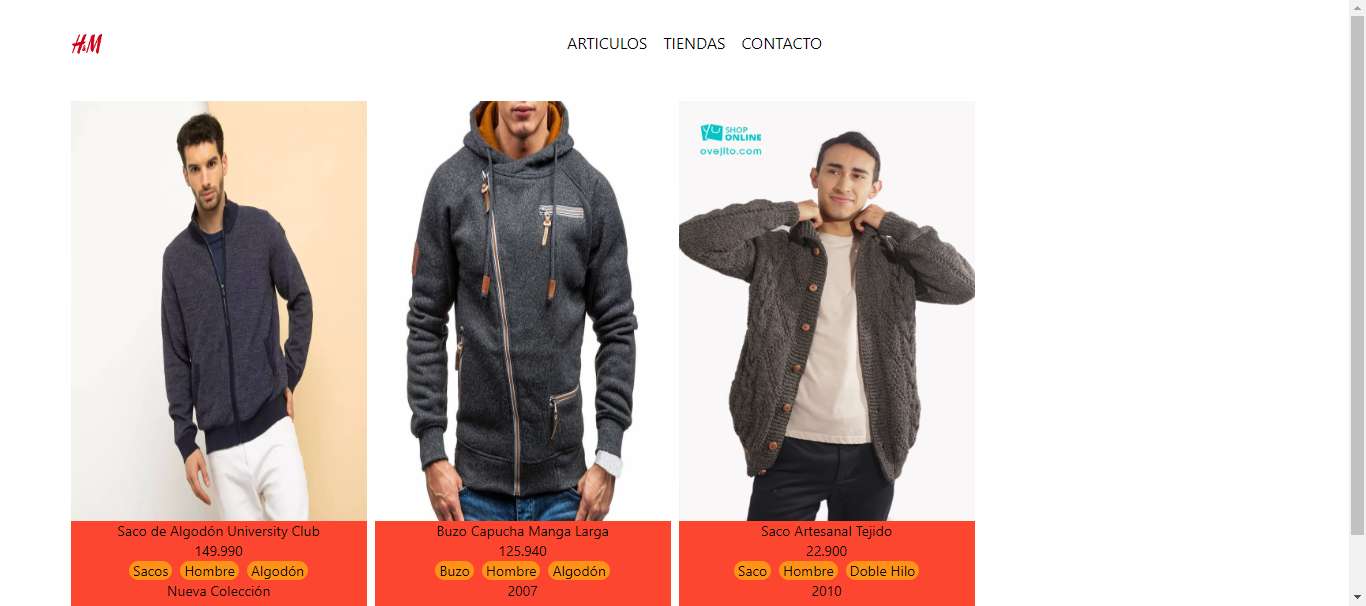 H&M
ARTICULOS TIENDAS CONTACTO
SHOP
ONLINE
ovejito.com
Saco de Algodón University Club
149.990
Sacos Hombre Algodón
Nueva Colección
Buzo Capucha Manga Larga
125.940
Buzo Hombre Algodón
2007
Saco Artesanal Tejido
22.900
Saco Hombre Doble Hilo
2010